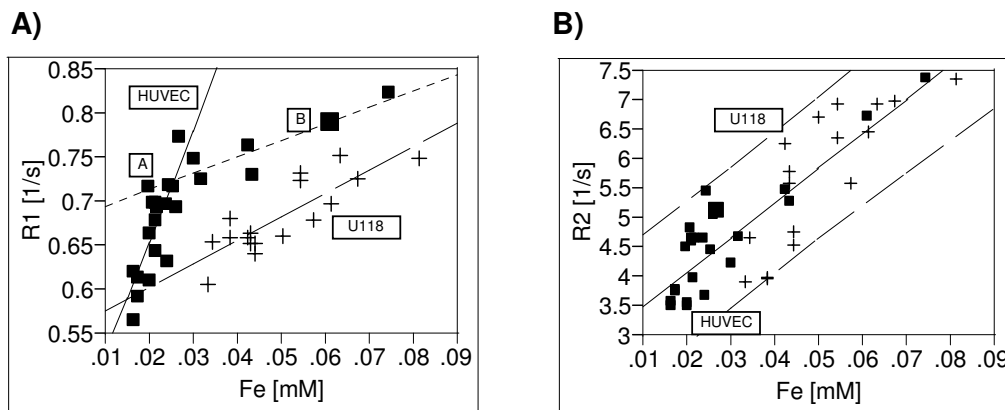 A)
0.85
0.8
0.75
0.7
0.65
0.6
0.55
R1 [1/s]
HUVEC
B
A
U118
.01 .02 .03 .04 .05 .06 .07 .08 .09
Fe [mM]
B)
7.5
7
6.5
6
5.5
5
4.5
4
3.5
3
R2 [1/s]
U118
HUVEC
.01 .02 .03 .04 .05 .06 .07 .08 .09
Fe [mM]